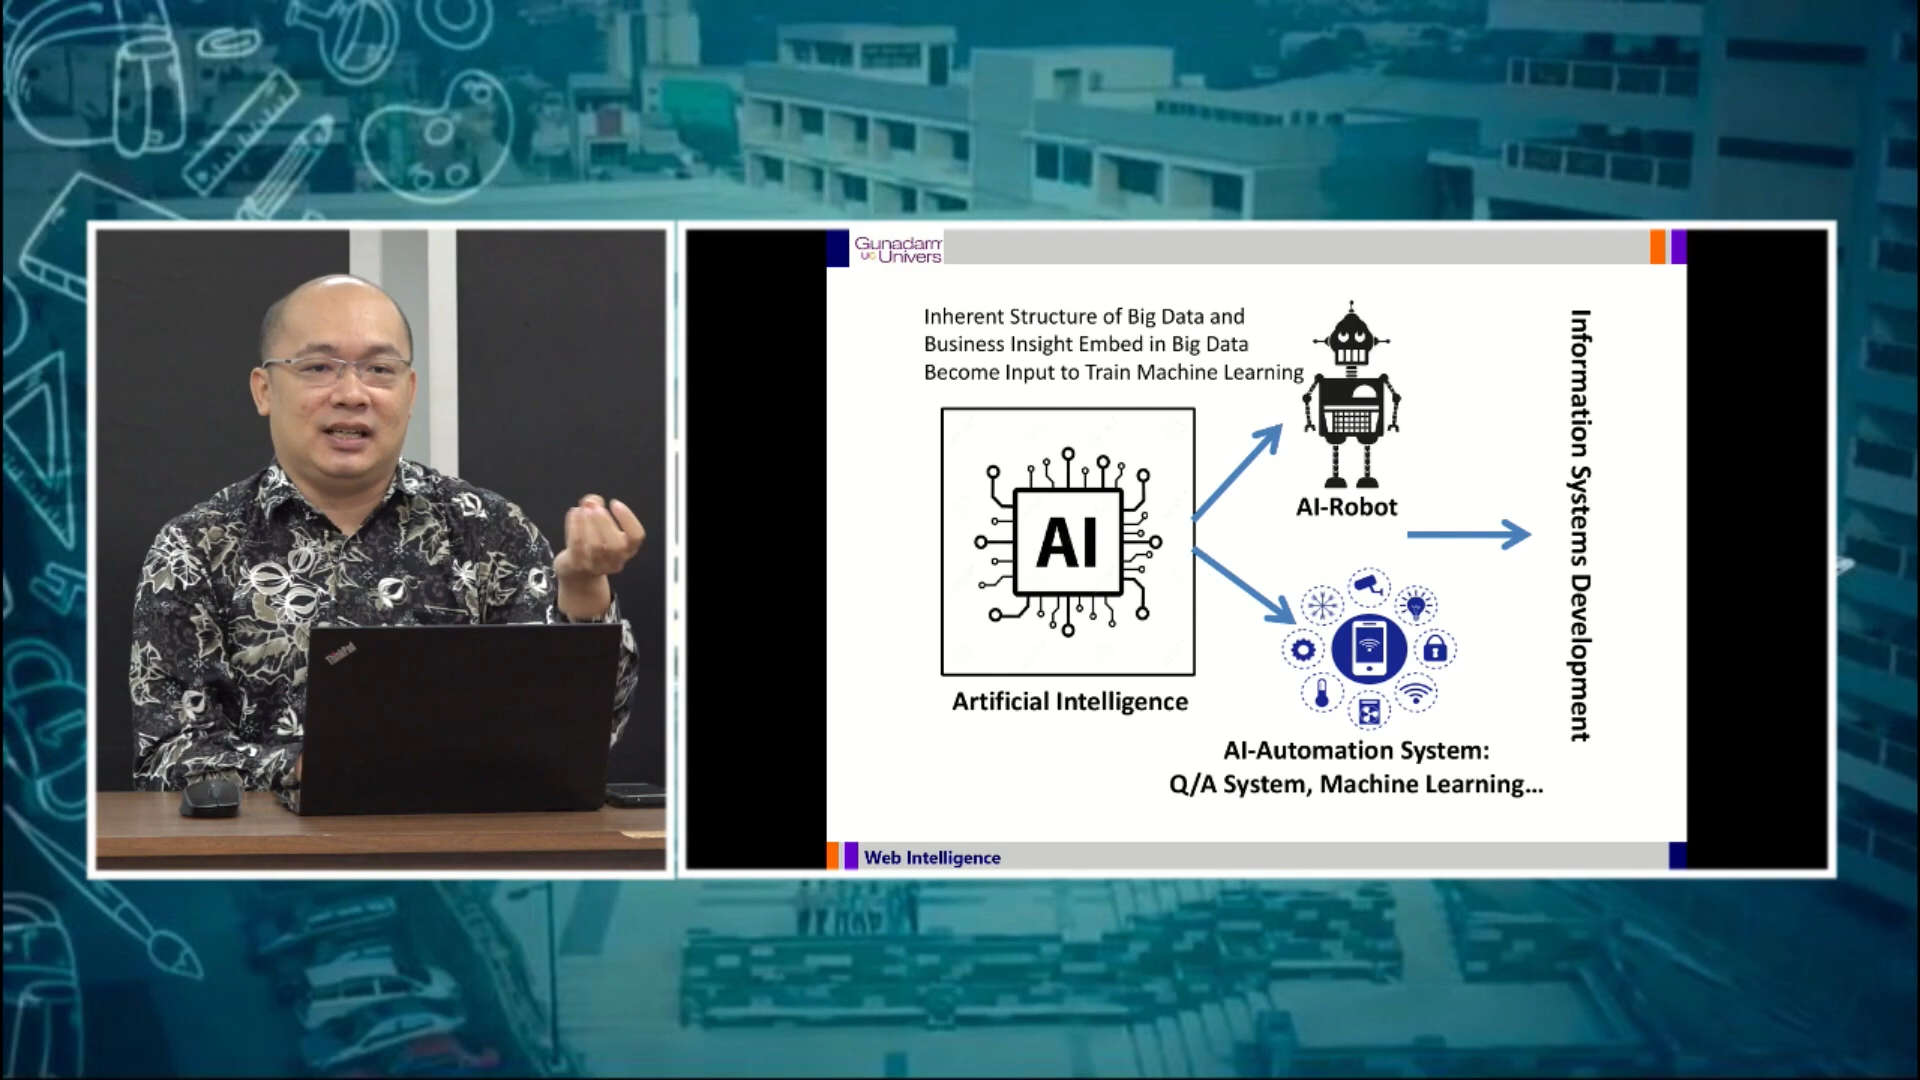 ThinkPad
Gunadarm
UG Univers
Inherent Structure of Big Data and
Business Insight Embed in Big Data
Become Input to Train Machine Learning
AI
Artificial Intelligence
AI-Robot
AI-Automation System:
Q/A System, Machine Learning...
Information Systems Development
Web Intelligence